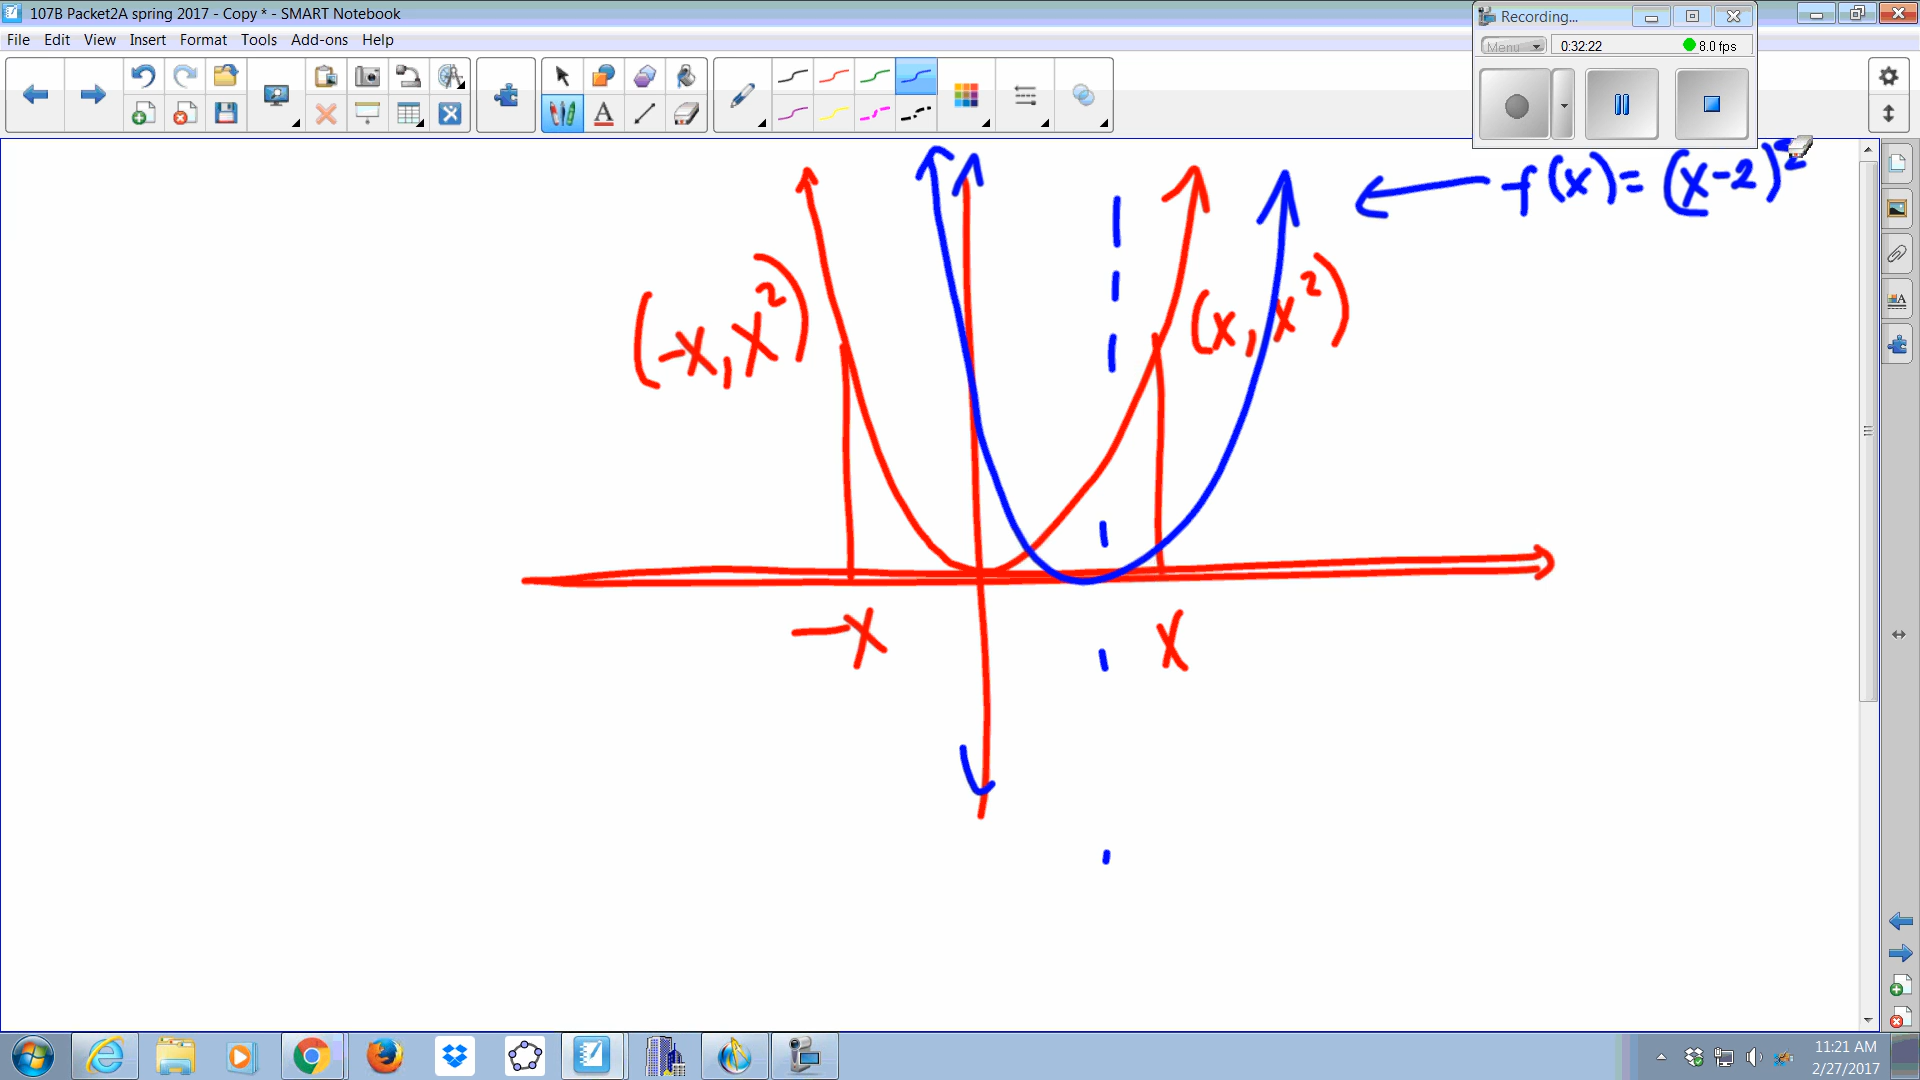 107B Packet2A spring 2017 - Copy * - SMART Notebook
Recording...
File Edit View Insert Format Tools Add-ons Help
Menu 0:32:22 8.0 fps
f(x) = (x-2)²
(-x, x²)
(x, x²)
-x
x
11:21 AM
2/27/2017